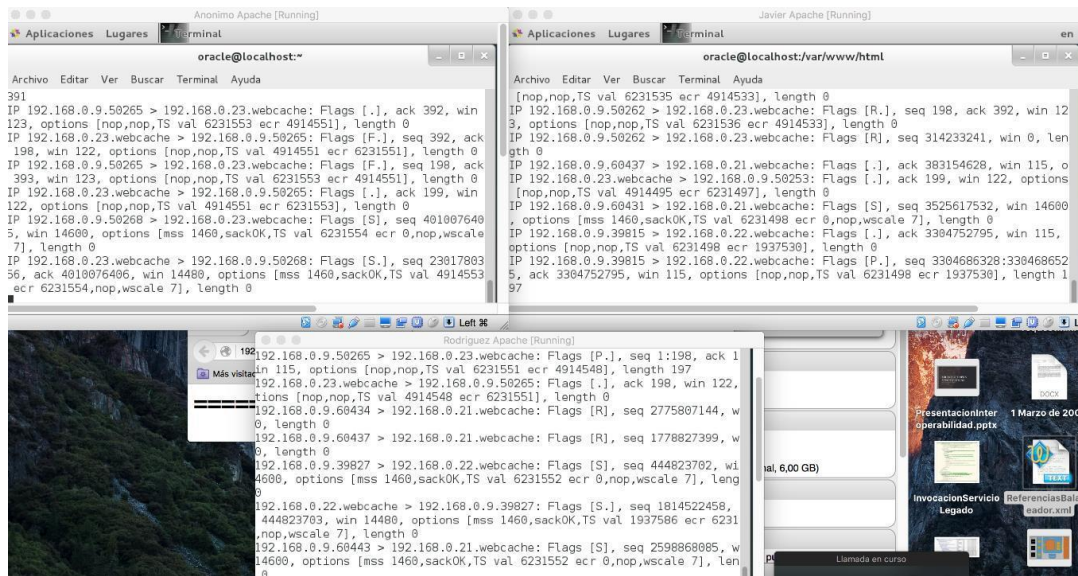 Anonimo Apache [Running]
Aplicaciones Lugares Terminal
oracle@localhost:~
Archivo Editar Ver Buscar Terminal Ayuda
391
IP 192.168.0.9.50265 > 192.168.0.23.webcache: Flags [.], ack 392, win
123, options [nop,nop,TS val 6231553 ecr 4914551], length 0
IP 192.168.0.23.webcache > 192.168.0.9.50265: Flags [F.], seq 392, ack
198, win 122, options [nop,nop,TS val 4914551 ecr 6231551], length 0
IP 192.168.0.9.50265 > 192.168.0.23.webcache: Flags [F.], seq 198, ack
393, win 123, options [nop,nop,TS val 6231553 ecr 4914551], length 0
IP 192.168.0.23.webcache > 192.168.0.9.50265: Flags [.], ack 199, win
122, options [nop,nop,TS val 4914551 ecr 6231553], length 0
IP 192.168.0.9.50268 > 192.168.0.23.webcache: Flags [S], seq 401007640
5, win 14600, options [mss 1460,sackOK,TS val 6231554 ecr 0,nop,wscale
7], length 0
IP 192.168.0.23.webcache > 192.168.0.9.50268: Flags [S.], seq 23017803
56, ack 4010076406, win 14480, options [mss 1460,sackOK,TS val 4914553
ecr 6231554,nop,wscale 7], length 0
Left ⌘
Javier Apache [Running]
Aplicaciones Lugares Terminal en
oracle@localhost:/var/www/html
Archivo Editar Ver Buscar Terminal Ayuda
[nop,nop,TS val 6231535 ecr 4914533], length 0
IP 192.168.0.9.50262 > 192.168.0.23.webcache: Flags [R.], seq 198, ack 392, win 12
3, options [nop,nop,TS val 6231536 ecr 4914533], length 0
IP 192.168.0.9.50262 > 192.168.0.23.webcache: Flags [R], seq 314233241, win 0, len
gth 0
IP 192.168.0.9.60437 > 192.168.0.21.webcache: Flags [.], ack 383154628, win 115, o
IP 192.168.0.23.webcache > 192.168.0.9.50253: Flags [.], ack 199, win 122, options
[nop,nop,TS val 4914495 ecr 6231497], length 0
IP 192.168.0.9.60431 > 192.168.0.21.webcache: Flags [S], seq 3525617532, win 14600
, options [mss 1460,sackOK,TS val 6231498 ecr 0,nop,wscale 7], length 0
IP 192.168.0.9.39815 > 192.168.0.22.webcache: Flags [.], ack 3304752795, win 115,
options [nop,nop,TS val 6231498 ecr 1937530], length 0
IP 192.168.0.9.39815 > 192.168.0.22.webcache: Flags [P.], seq 3304686328:330468652
5, ack 3304752795, win 115, options [nop,nop,TS val 6231498 ecr 1937530], length 1
97
192
Más visitad
Rodriguez Apache [Running]
192.168.0.9.50265 > 192.168.0.23.webcache: Flags [P.], seq 1:198, ack 1
in 115, options [nop,nop,TS val 6231551 ecr 4914548], length 197
192.168.0.23.webcache > 192.168.0.9.50265: Flags [.], ack 198, win 122,
tions [nop,nop,TS val 4914548 ecr 6231551], length 0
192.168.0.9.60434 > 192.168.0.21.webcache: Flags [R], seq 2775807144, w
0, length 0
192.168.0.9.60437 > 192.168.0.21.webcache: Flags [R], seq 1778827399, w
0, length 0
192.168.0.9.39827 > 192.168.0.22.webcache: Flags [S], seq 444823702, wi
4600, options [mss 1460,sackOK,TS val 6231552 ecr 0,nop,wscale 7], leng
0
192.168.0.22.webcache > 192.168.0.9.39827: Flags [S.], seq 1814522458,
444823703, win 14480, options [mss 1460,sackOK,TS val 1937586 ecr 6231
,nop,wscale 7], length 0
192.168.0.9.60443 > 192.168.0.21.webcache: Flags [S], seq 2598868085, w
14600, options [mss 1460,sackOK,TS val 6231552 ecr 0,nop,wscale 7], len
0
nal, 6,00 GB)
Llamada en curso
PresentacionInter
operabilidad.pptx
DOCX
1 Marzo de 200
InvocacionServicio
Legado
TEXT
ReferenciasBala
eador.xml